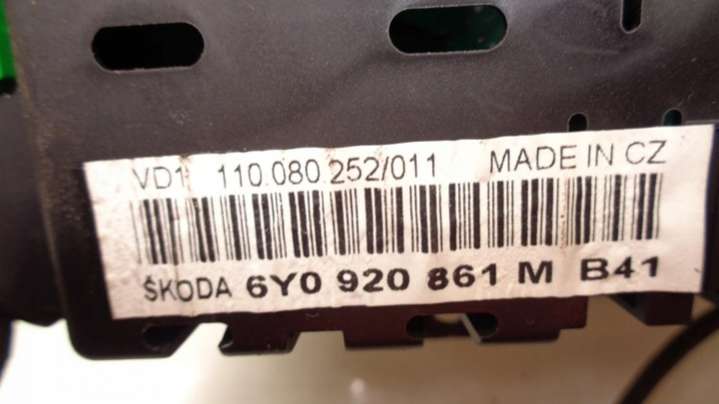 VD1 110.080.252/011 MADE IN CZ
ŠKODA 6Y0 920 861 M B41